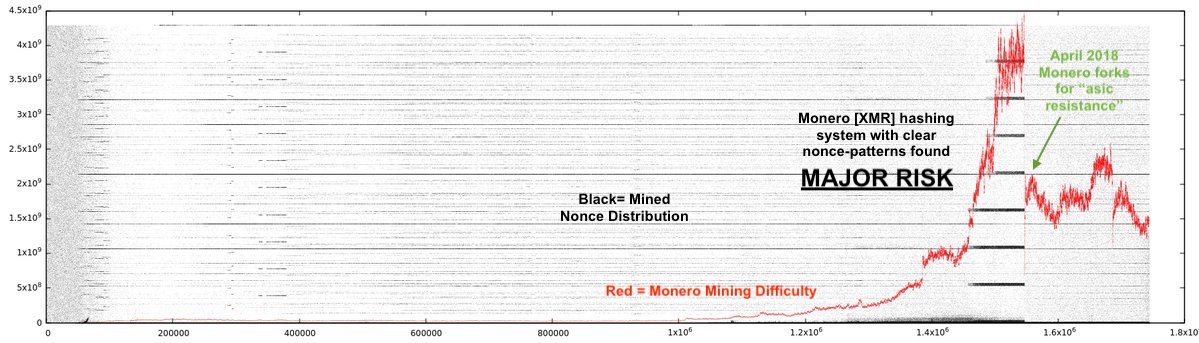 4.5x10⁹
4x10⁹
3.5x10⁹
3x10⁹
2.5x10⁹
2x10⁹
1.5x10⁹
1x10⁹
5x10⁸
0
April 2018
Monero forks
for “asic
resistance”
Monero [XMR] hashing
system with clear
nonce-patterns found
MAJOR RISK
Black= Mined
Nonce Distribution
Red = Monero Mining Difficulty
0 200000 400000 600000 800000 1x10⁶ 1.2x10⁶ 1.4x10⁶ 1.6x10⁶ 1.8x10⁶